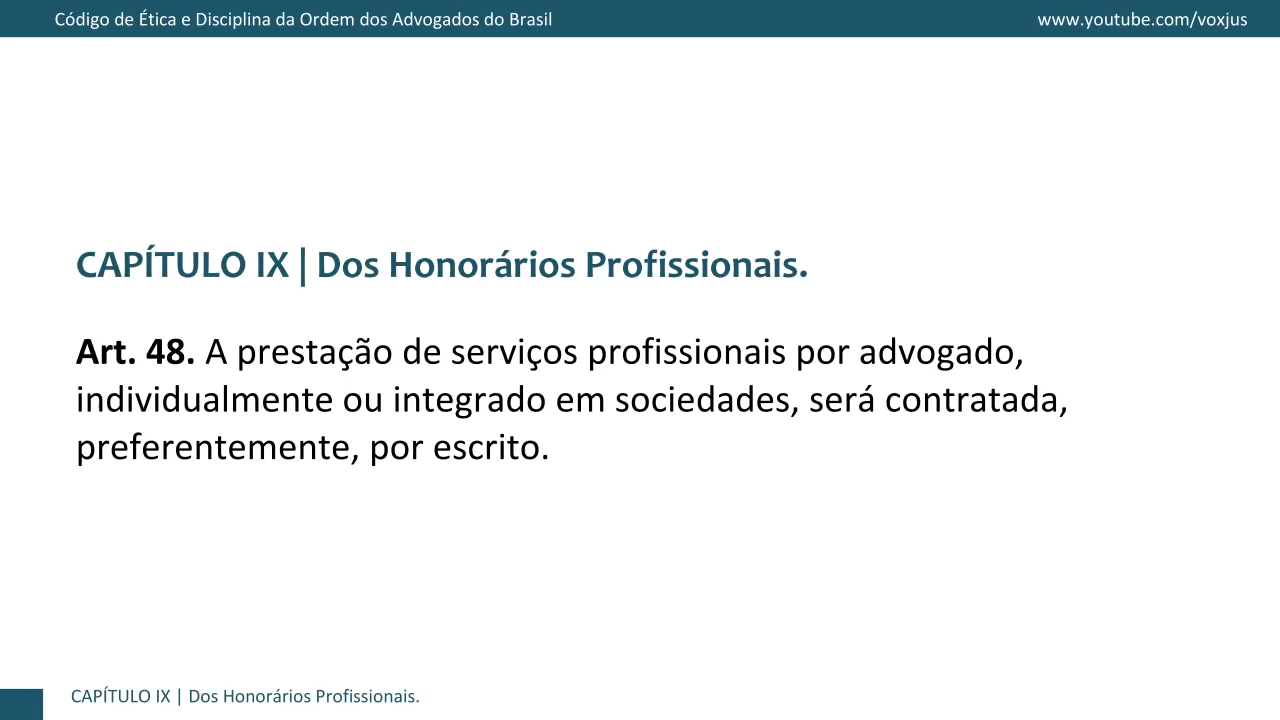 Código de Ética e Disciplina da Ordem dos Advogados do Brasil
www.youtube.com/voxjus
CAPÍTULO IX | Dos Honorários Profissionais.
Art. 48. A prestação de serviços profissionais por advogado,
individualmente ou integrado em sociedades, será contratada,
preferentemente, por escrito.
CAPÍTULO IX | Dos Honorários Profissionais.